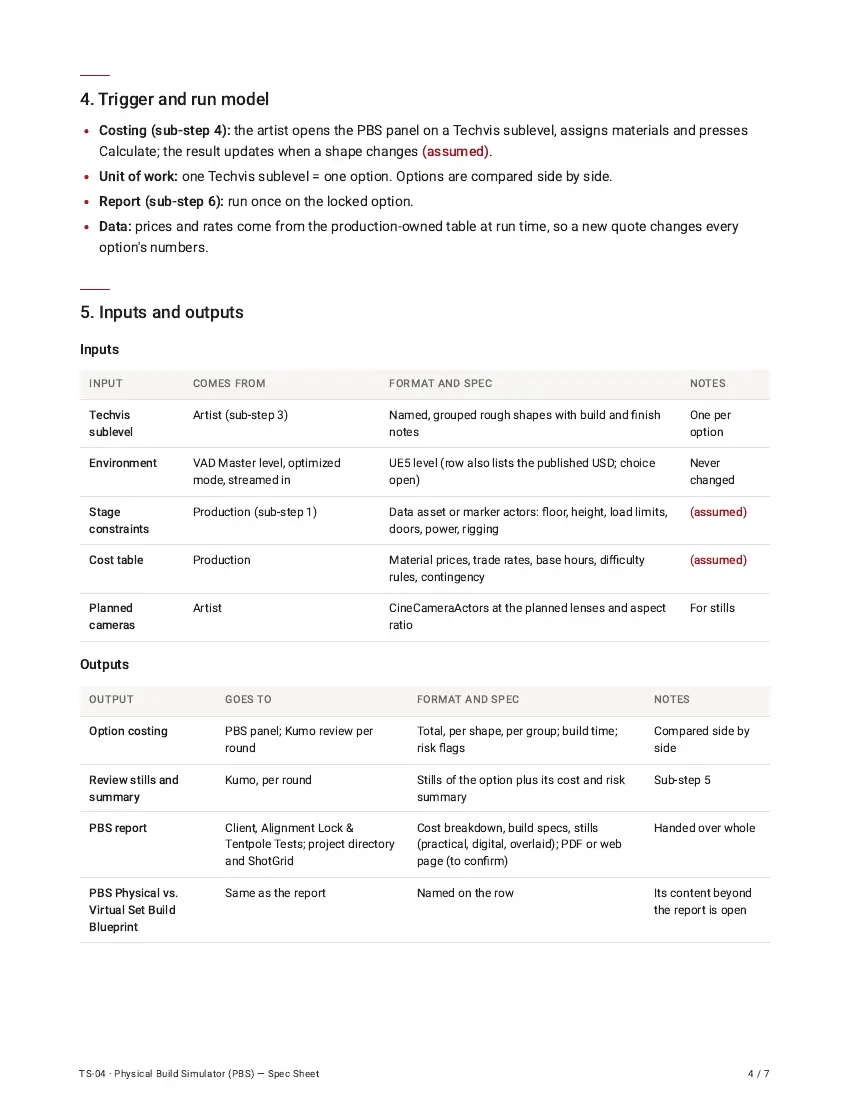 4. Trigger and run model
• Costing (sub-step 4): the artist opens the PBS panel on a Techvis sublevel, assigns materials and presses
Calculate; the result updates when a shape changes (assumed).
• Unit of work: one Techvis sublevel = one option. Options are compared side by side.
• Report (sub-step 6): run once on the locked option.
• Data: prices and rates come from the production-owned table at run time, so a new quote changes every
option's numbers.
5. Inputs and outputs
Inputs
INPUT COMES FROM FORMAT AND SPEC NOTES
Techvis Artist (sub-step 3) Named, grouped rough shapes with build and finish One per
sublevel notes option
Environment VAD Master level, optimized UE5 level (row also lists the published USD; choice Never
mode, streamed in open) changed
Stage Production (sub-step 1) Data asset or marker actors: floor, height, load limits, (assumed)
constraints doors, power, rigging
Cost table Production Material prices, trade rates, base hours, difficulty (assumed)
rules, contingency
Planned Artist CineCameraActors at the planned lenses and aspect For stills
cameras ratio
Outputs
OUTPUT GOES TO FORMAT AND SPEC NOTES
Option costing PBS panel; Kumo review per Total, per shape, per group; build time; Compared side by
round risk flags side
Review stills and Kumo, per round Stills of the option plus its cost and risk Sub-step 5
summary summary
PBS report Client, Alignment Lock & Cost breakdown, build specs, stills Handed over whole
Tentpole Tests; project directory (practical, digital, overlaid); PDF or web
and ShotGrid page (to confirm)
PBS Physical vs. Same as the report Named on the row Its content beyond
Virtual Set Build the report is open
Blueprint
TS-04 · Physical Build Simulator (PBS) — Spec Sheet 4 / 7